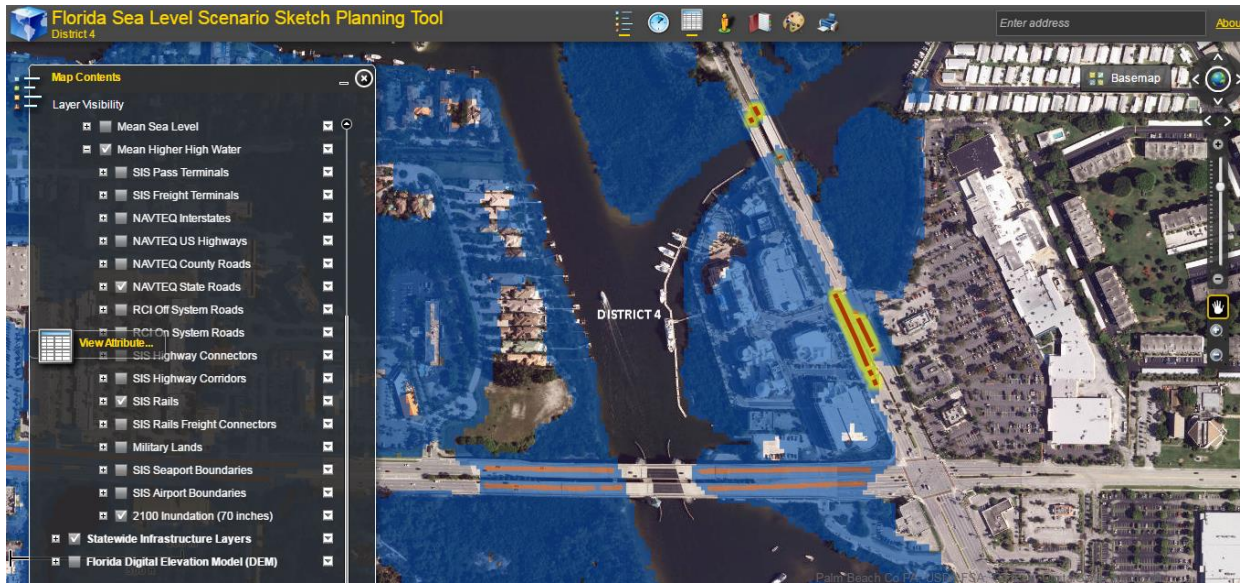 Florida Sea Level Scenario Sketch Planning Tool
District 4
Enter address
Abou
Map Contents
Layer Visibility
Mean Sea Level
Mean Higher High Water
SIS Pass Terminals
SIS Freight Terminals
NAVTEQ Interstates
NAVTEQ US Highways
NAVTEQ County Roads
NAVTEQ State Roads
RCI Off System Roads
RCI On System Roads
View Attribute...
SIS Highway Connectors
SIS Highway Corridors
SIS Rails
SIS Rails Freight Connectors
Military Lands
SIS Seaport Boundaries
SIS Airport Boundaries
2100 Inundation (70 inches)
Statewide Infrastructure Layers
Florida Digital Elevation Model (DEM)
Basemap
DISTRICT 4
Palm Beach Co PA, USD